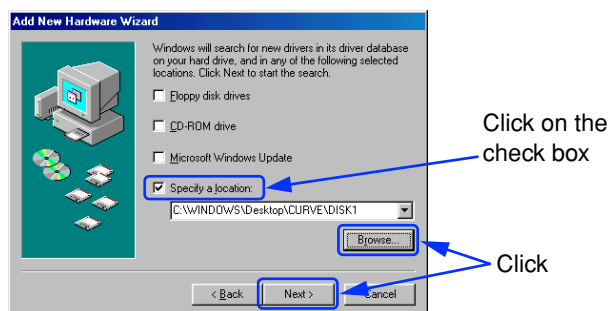 Add New Hardware Wizard
Windows will search for new drivers in its driver database
on your hard drive, and in any of the following selected
locations. Click Next to start the search.
Floppy disk drives
CD-ROM drive
Microsoft Windows Update
Specify a location:
C:\WINDOWS\Desktop\CURVE\DISK1
Browse...
< Back
Next >
Cancel
Click on the
check box
Click